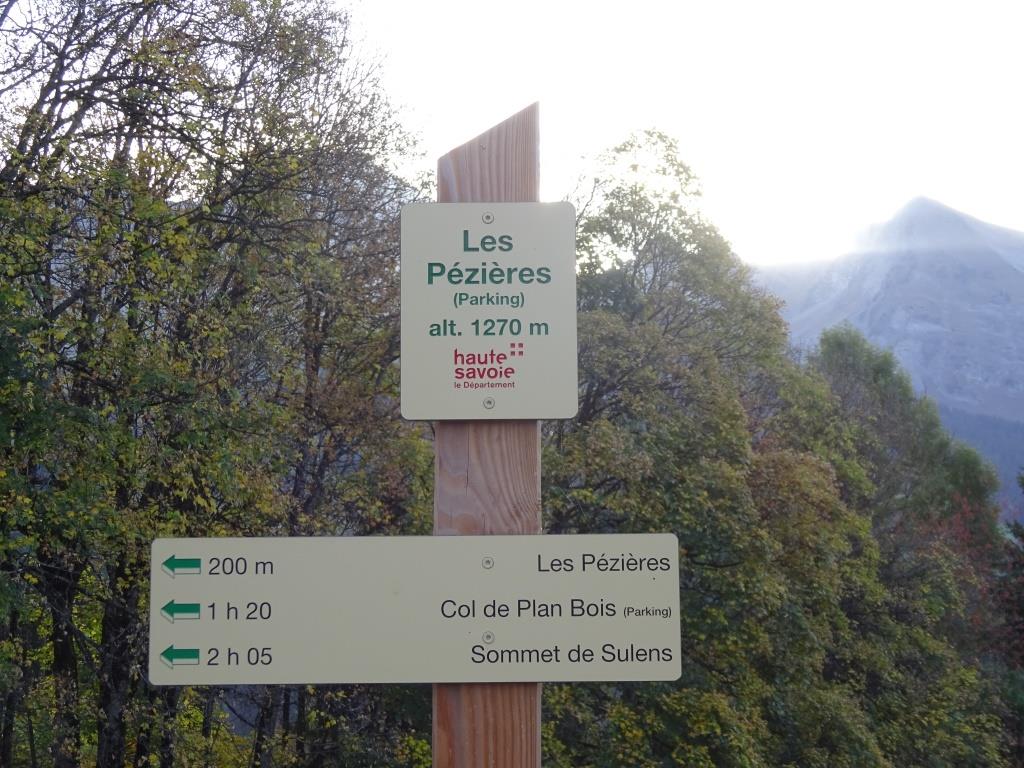 Les
Pézières
(Parking)
alt. 1270 m
haute
savoie
le Département
200 m Les Pézières
1 h 20 Col de Plan Bois (Parking)
2 h 05 Sommet de Sulens